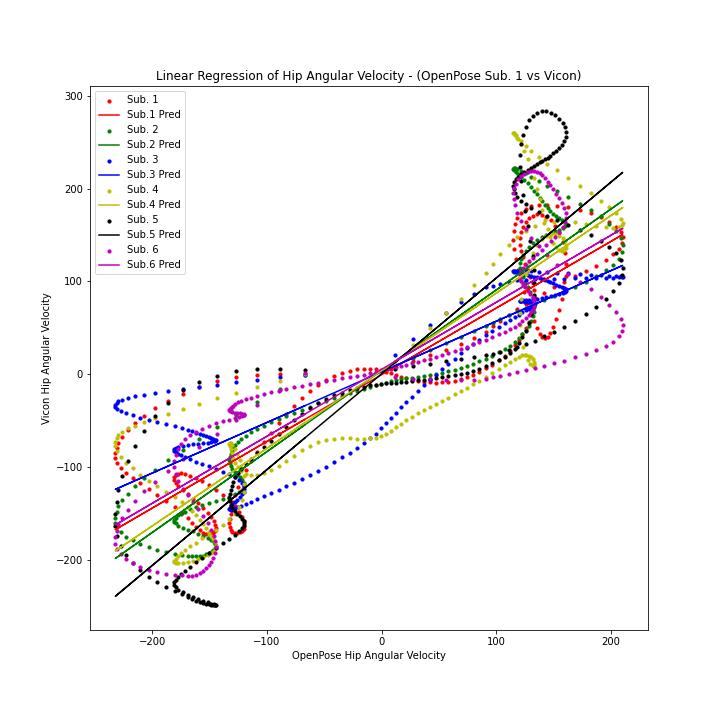 Linear Regression of Hip Angular Velocity - (OpenPose Sub. 1 vs Vicon)
Sub. 1
Sub.1 Pred
Sub. 2
Sub.2 Pred
Sub. 3
Sub.3 Pred
Sub. 4
Sub.4 Pred
Sub. 5
Sub.5 Pred
Sub. 6
Sub.6 Pred
300
200
100
0
−100
−200
Vicon Hip Angular Velocity
−200 −100 0 100 200
OpenPose Hip Angular Velocity